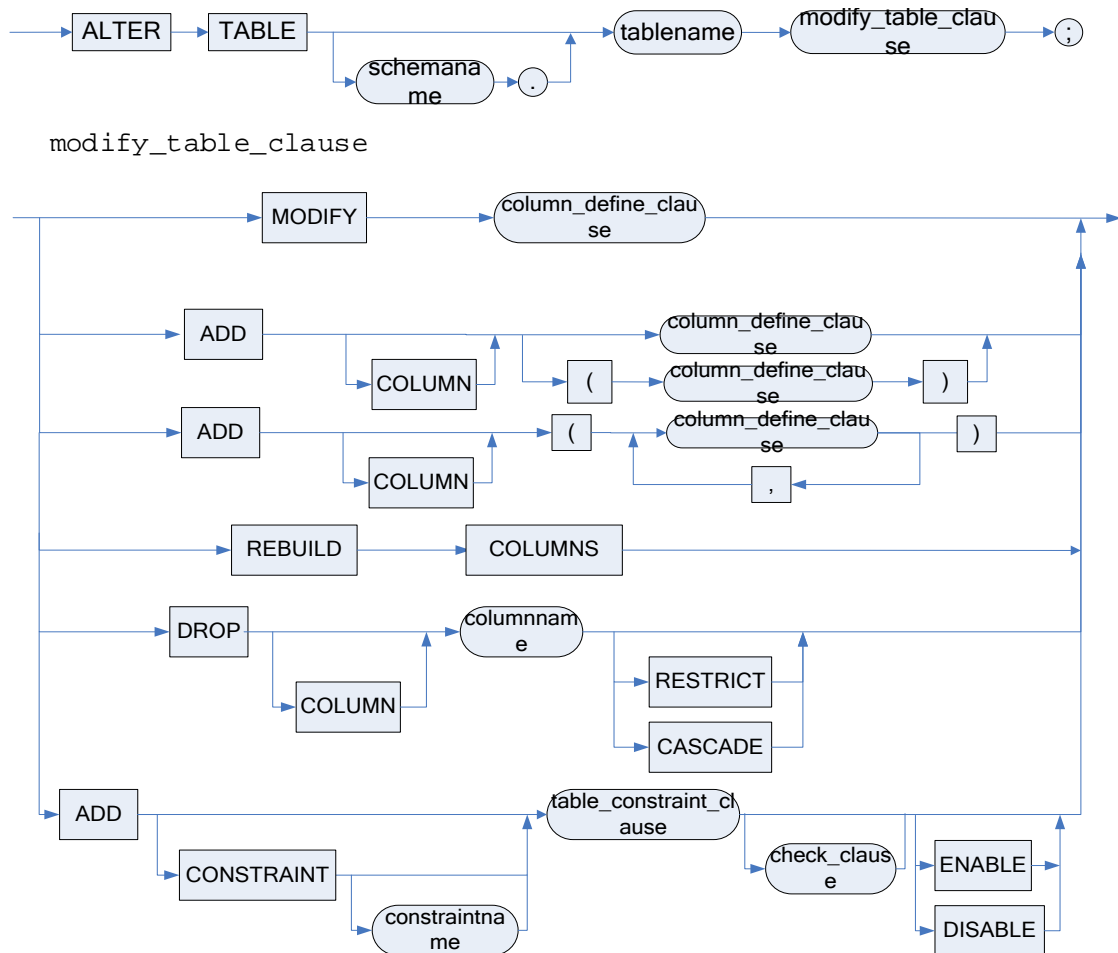 ALTER TABLE tablename modify_table_clau
se ;
schemana
me .
modify_table_clause
MODIFY column_define_clau
se
ADD column_define_clau
se
COLUMN ( column_define_clau
se )
ADD ( column_define_clau
se )
COLUMN ,
REBUILD COLUMNS
DROP columnnam
e
COLUMN RESTRICT
CASCADE
ADD table_constraint_cl
ause
CONSTRAINT check_claus
e ENABLE
constraintna
me DISABLE